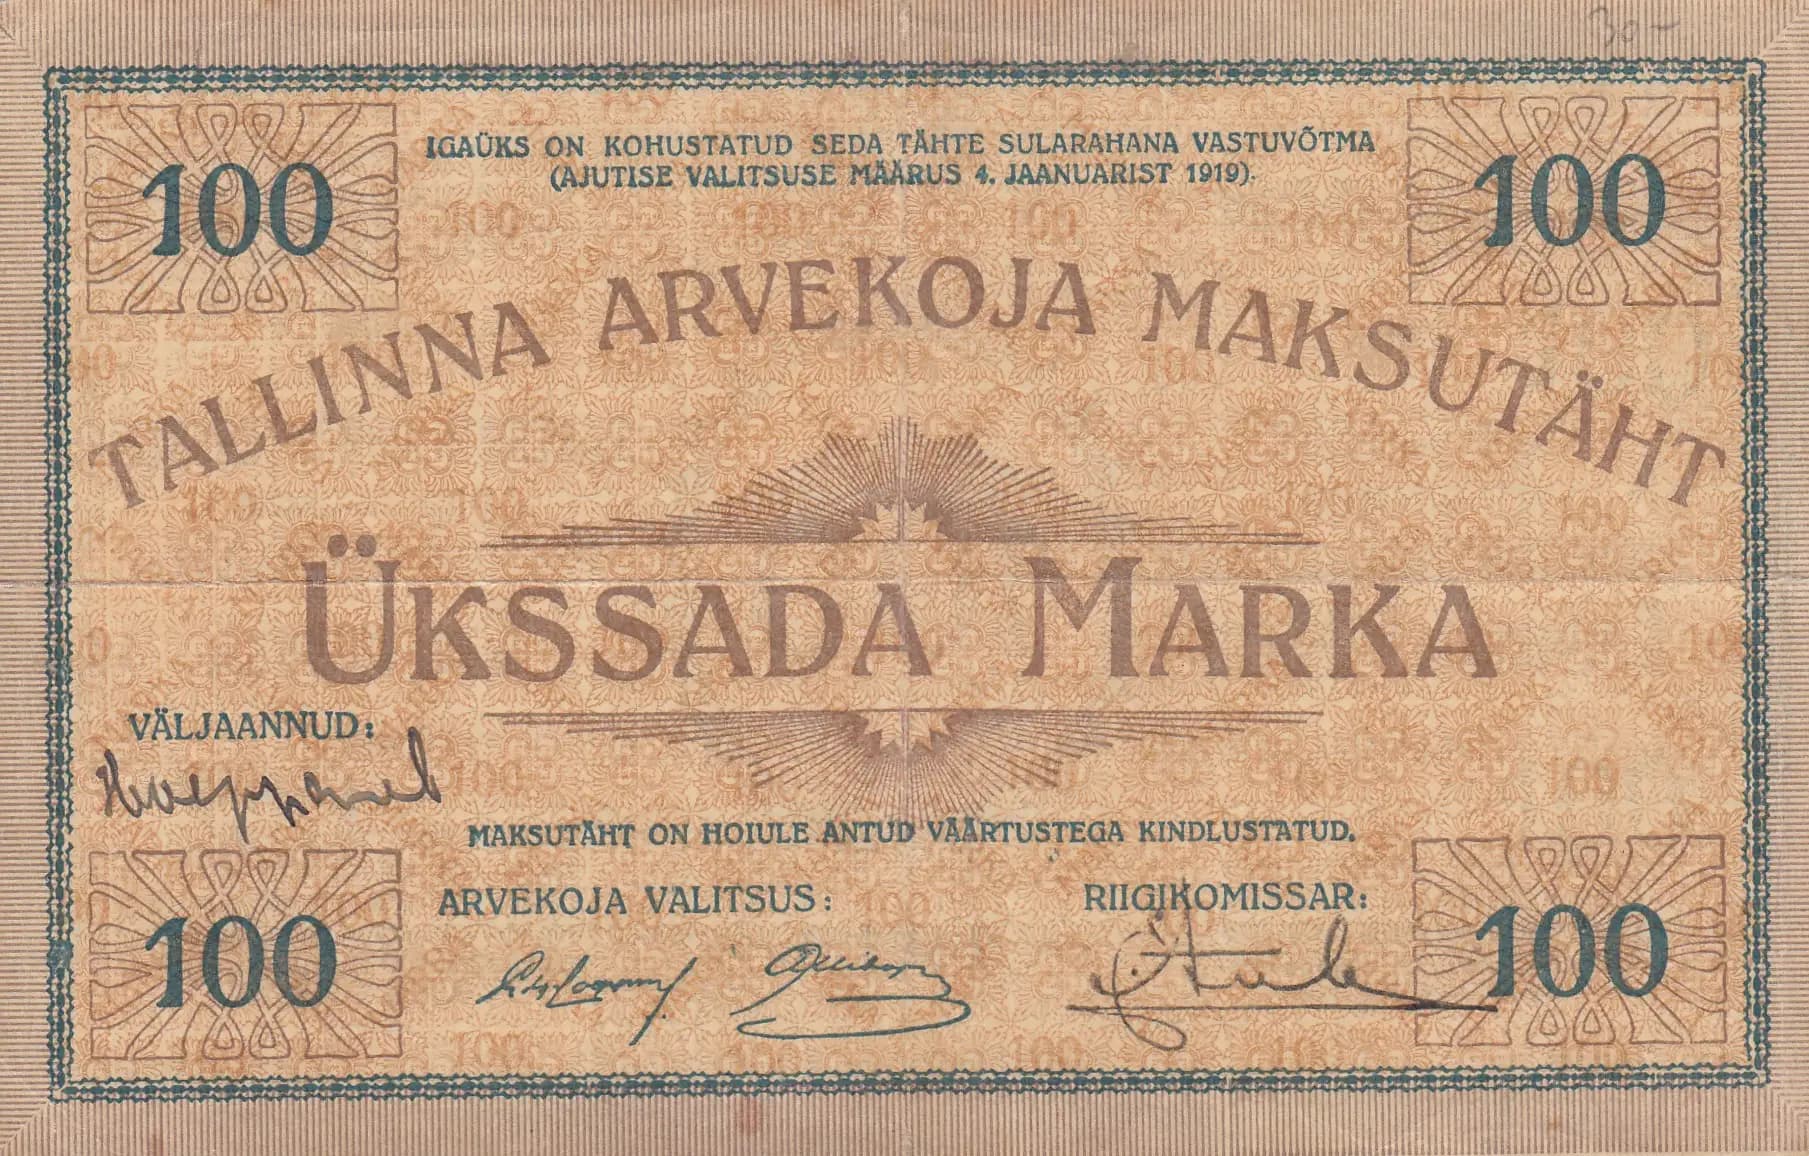 30-
100
100
IGAÜKS ON KOHUSTATUD SEDA TÄHTE SULARAHANA VASTUVÕTMA
(AJUTISE VALITSUSE MÄÄRUS 4. JAANUARIST 1919).
TALLINNA ARVEKOJA MAKSUTÄHT
ÜKSSADA MARKA
VÄLJAANNUD:
MAKSUTÄHT ON HOIULE ANTUD VÄÄRTUSTEGA KINDLUSTATUD.
ARVEKOJA VALITSUS:
RIIGIKOMISSAR:
100
100